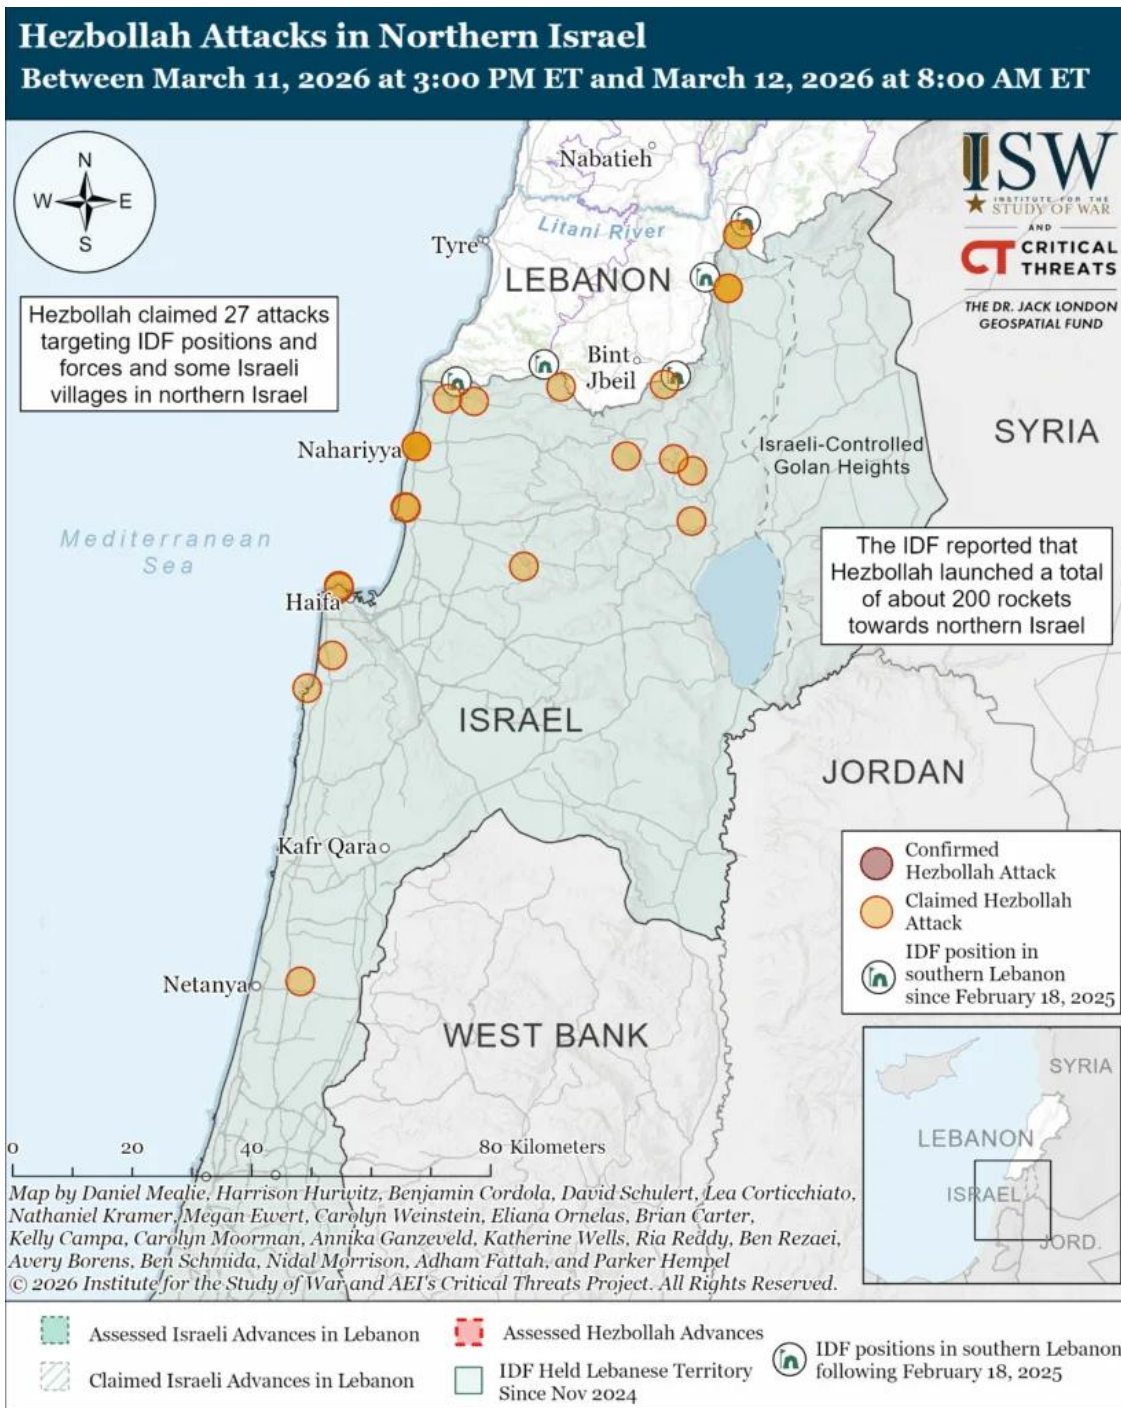 Hezbollah Attacks in Northern Israel
Between March 11, 2026 at 3:00 PM ET and March 12, 2026 at 8:00 AM ET
N
W
E
S
Nabatieh
ISW
INSTITUTE FOR THE
STUDY OF WAR
AND
CT CRITICAL
THREATS
THE DR. JACK LONDON
GEOSPATIAL FUND
Litani River
Tyre
LEBANON
Hezbollah claimed 27 attacks
targeting IDF positions and
forces and some Israeli
villages in northern Israel
Bint
Jbeil
Nahariyya
SYRIA
Israeli-Controlled
Golan Heights
Mediterranean
Sea
The IDF reported that
Hezbollah launched a total
of about 200 rockets
towards northern Israel
Haifa
ISRAEL
JORDAN
Kafr Qara
Confirmed
Hezbollah Attack
Claimed Hezbollah
Attack
IDF position in
southern Lebanon
since February 18, 2025
Netanya
WEST BANK
SYRIA
LEBANON
ISRAEL
JORD.
0 20 40 80 Kilometers
Map by Daniel Mealie, Harrison Hurwitz, Benjamin Cordola, David Schulert, Lea Corticchiato,
Nathaniel Kramer, Megan Ewert, Carolyn Weinstein, Eliana Ornelas, Brian Carter,
Kelly Campa, Carolyn Moorman, Annika Ganzeveld, Katherine Wells, Ria Reddy, Ben Rezaei,
Avery Borens, Ben Schmida, Nidal Morrison, Adham Fattah, and Parker Hempel
© 2026 Institute for the Study of War and AEI's Critical Threats Project. All Rights Reserved.
Assessed Israeli Advances in Lebanon
Claimed Israeli Advances in Lebanon
Assessed Hezbollah Advances
IDF Held Lebanese Territory
Since Nov 2024
IDF positions in southern Lebanon
following February 18, 2025